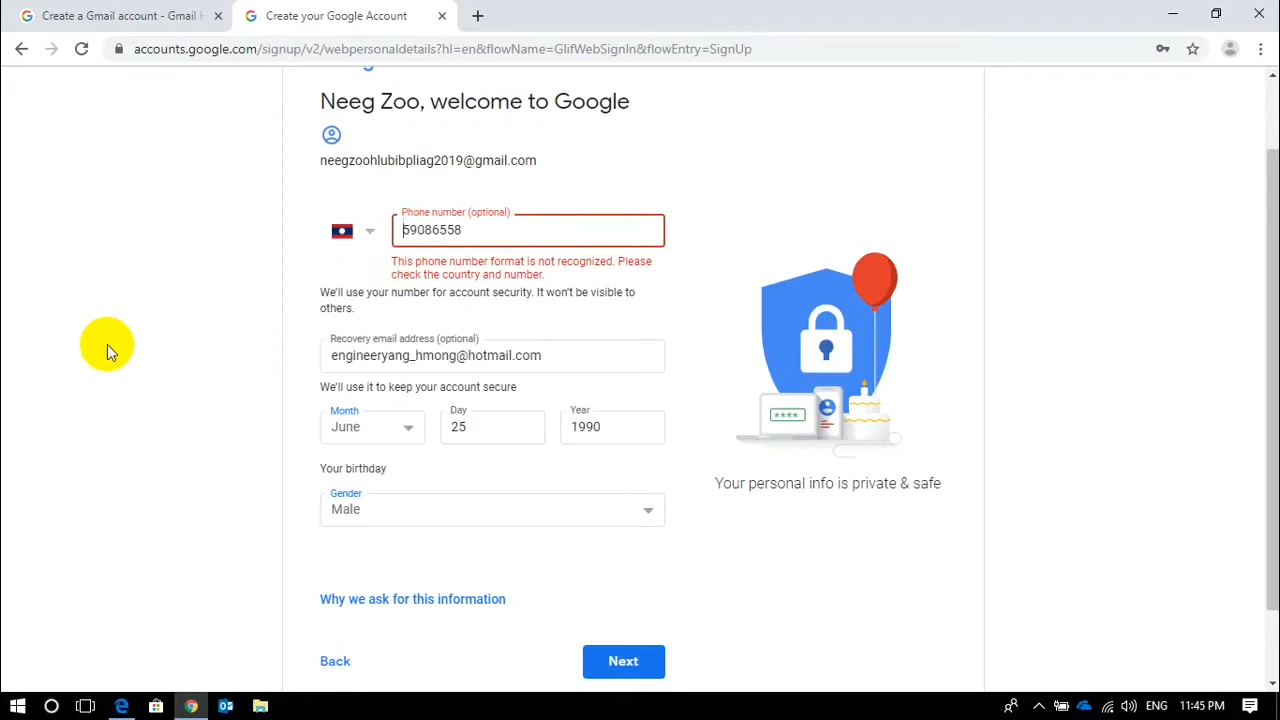 Create a Gmail account - Gmail H
Create your Google Account
accounts.google.com/signup/v2/webpersonaldetails?hl=en&flowName=GlifWebSignIn&flowEntry=SignUp
Neeg Zoo, welcome to Google
neegzoohlubibpliag2019@gmail.com
Phone number (optional)
59086558
This phone number format is not recognized. Please
check the country and number.
We'll use your number for account security. It won't be visible to
others.
Recovery email address (optional)
engineeryang_hmong@hotmail.com
We'll use it to keep your account secure
Month Day Year
June 25 1990
Your birthday
Gender
Male
****
Your personal info is private & safe
Why we ask for this information
Back Next
ENG 11:45 PM